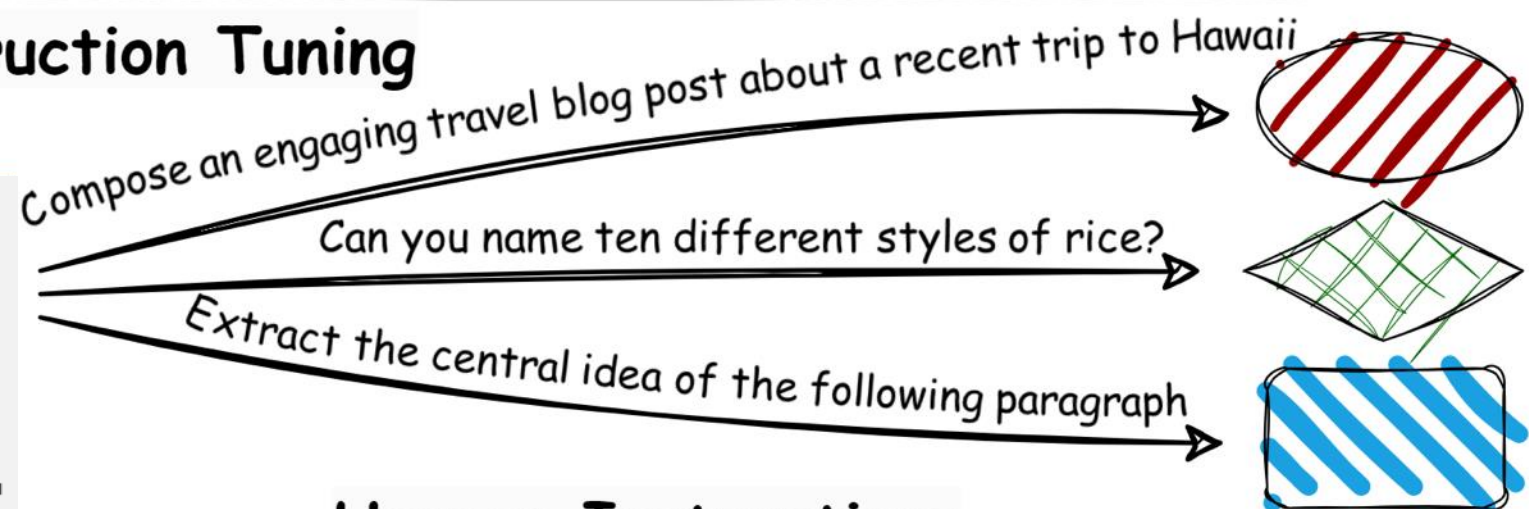 uction Tuning
Compose an engaging travel blog post about a recent trip to Hawaii
Can you name ten different styles of rice?
Extract the central idea of the following paragraph